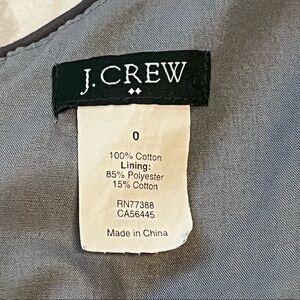 J.CREW
0
100% Cotton
Lining:
85% Polyester
15% Cotton
RN77388
CA56445
Made in China